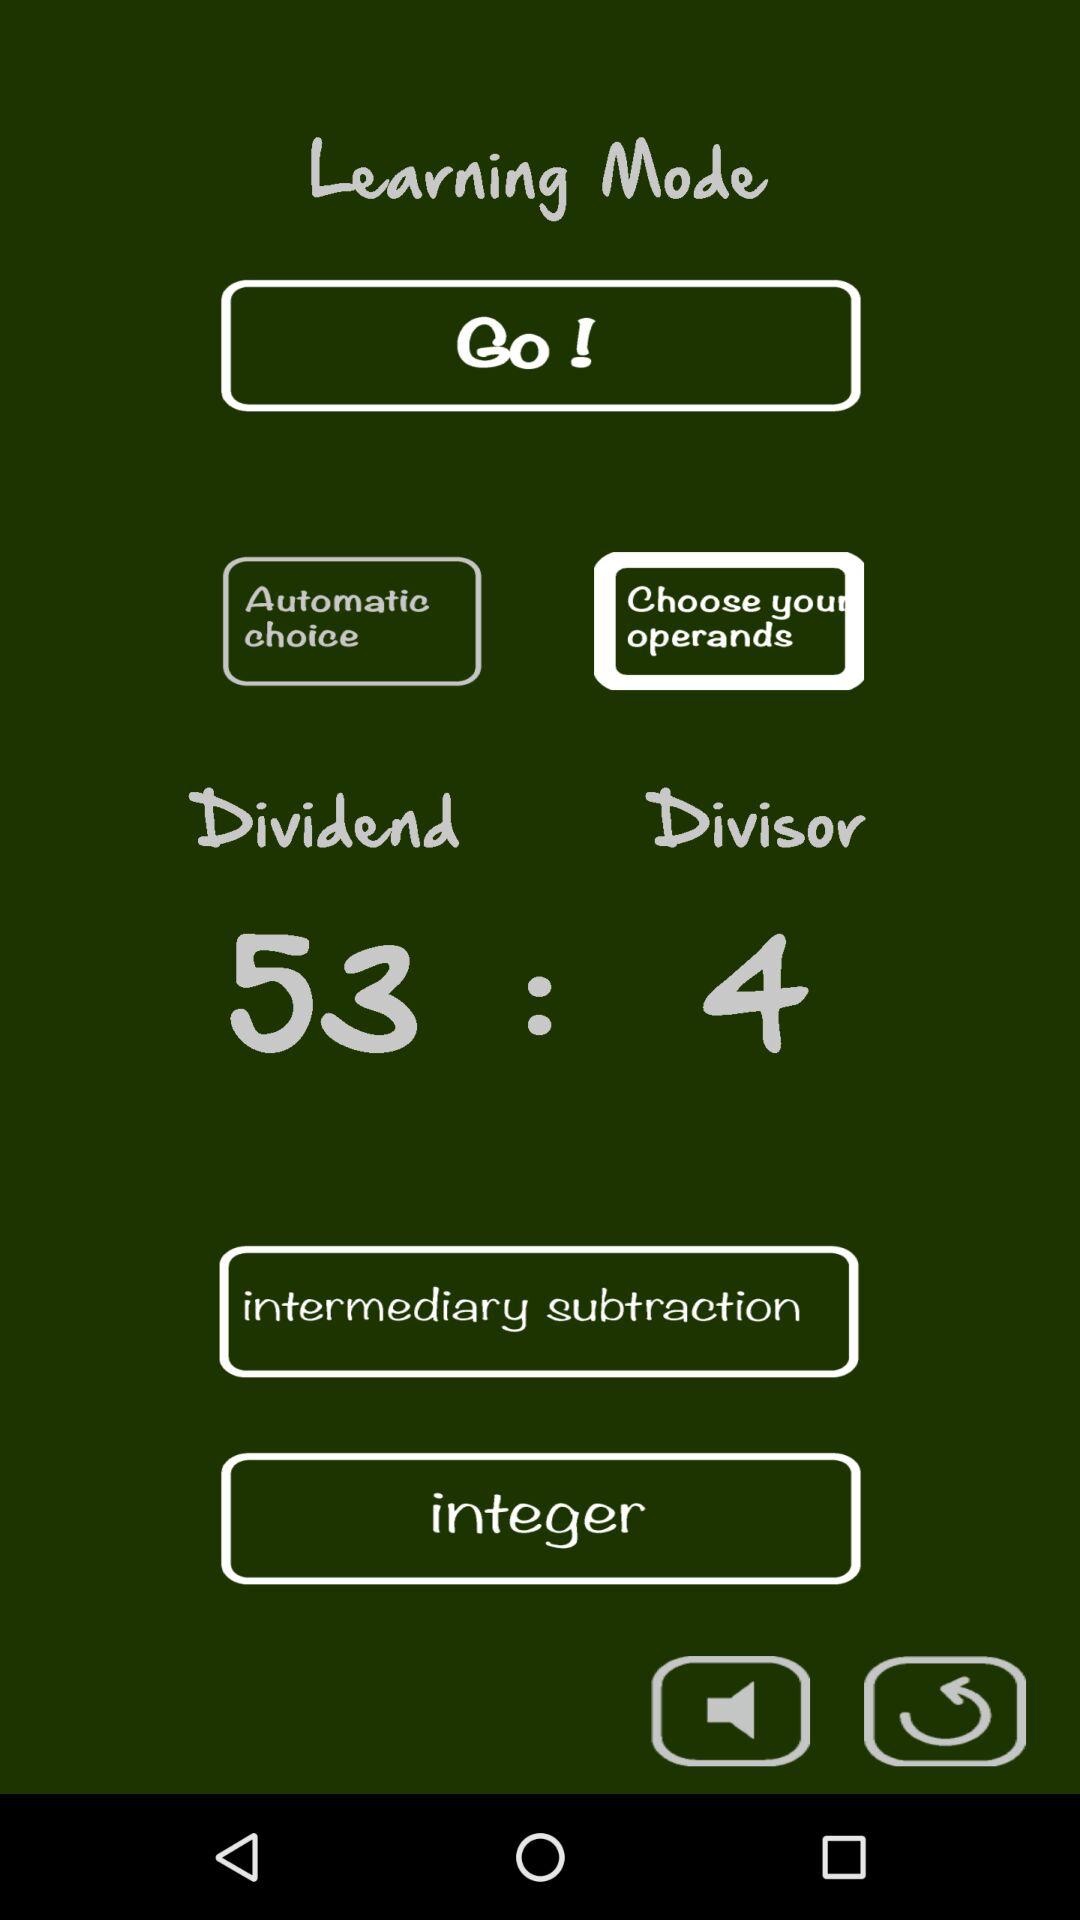 Learning Mode
Go !
Automatic
choice
Choose your
operands
Dividend Divisor
53 : 4
intermediary subtraction
integer